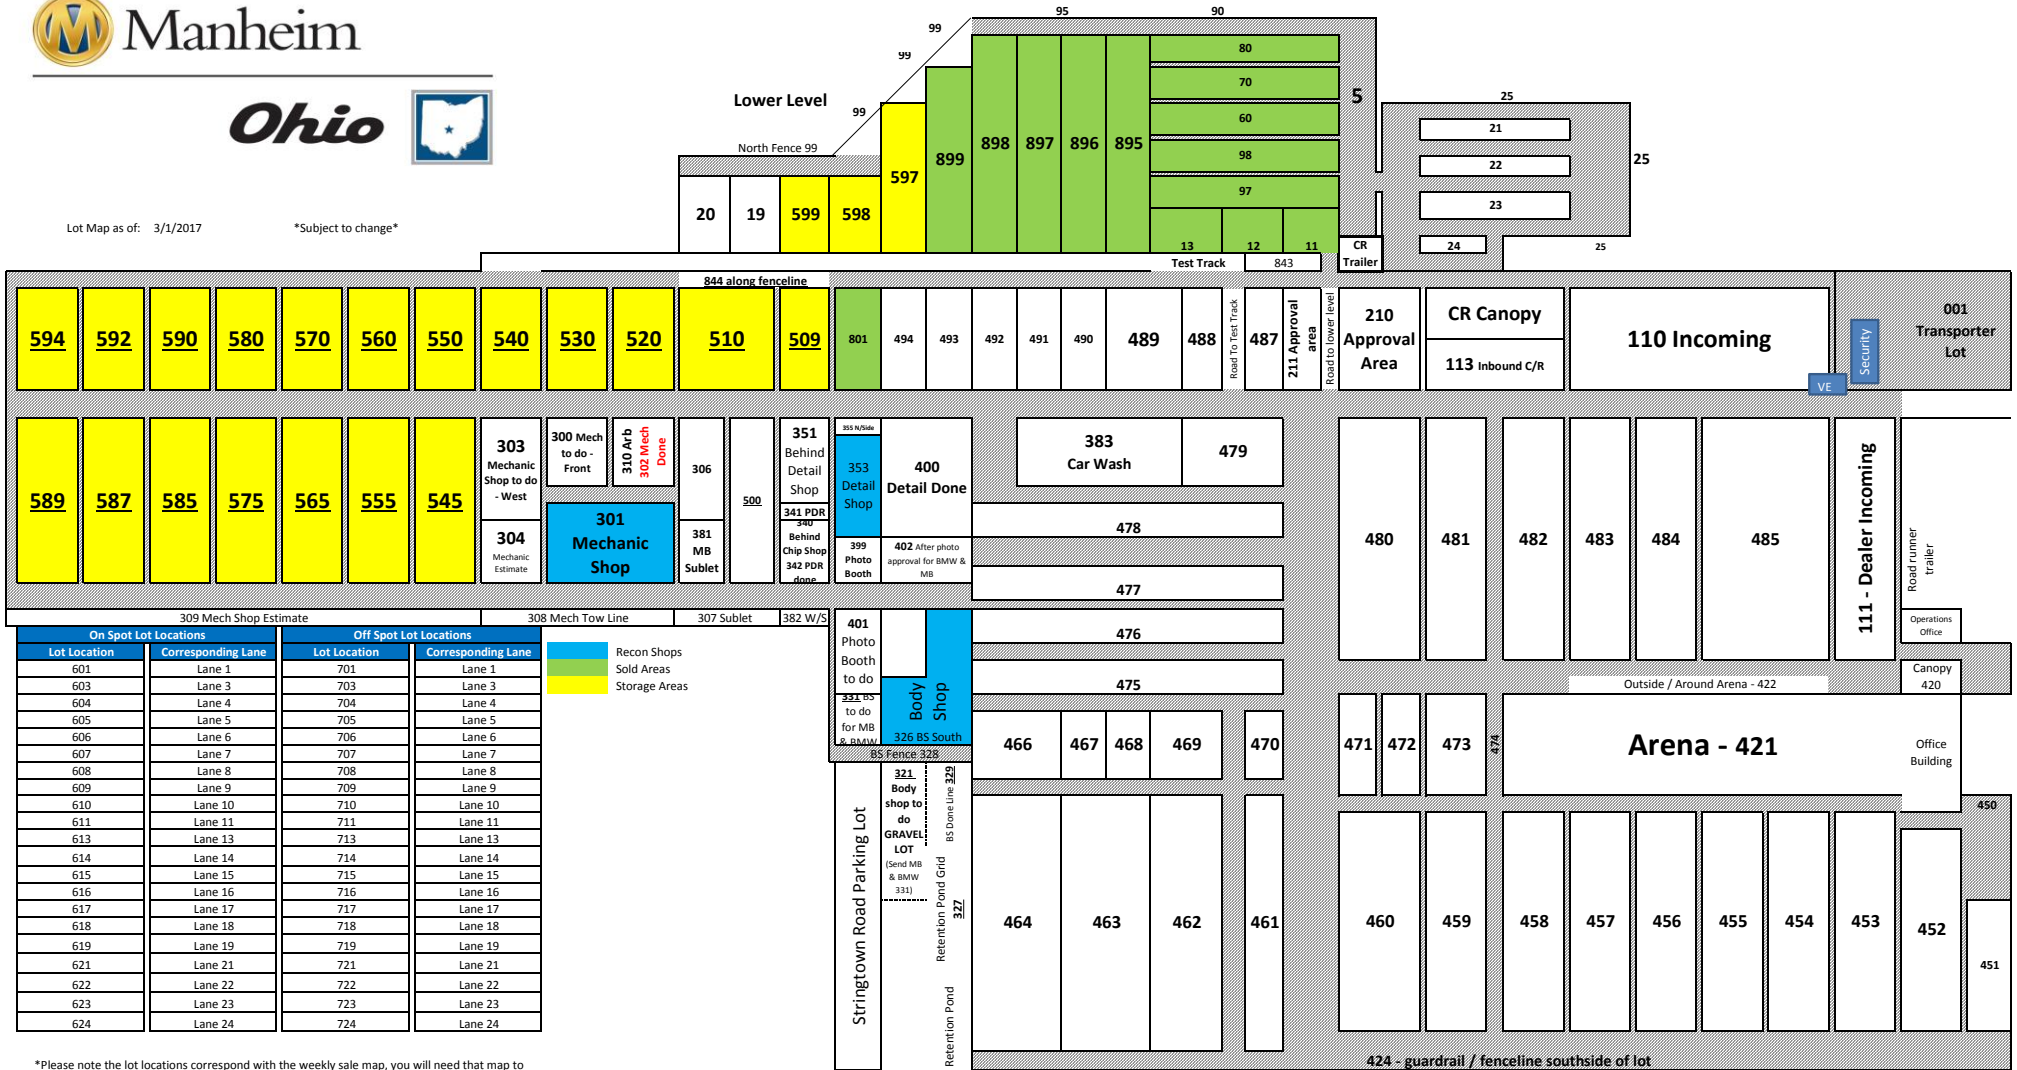 Manheim
Ohio
Lot Map as of: 3/1/2017 *Subject to change*
95 90
99
99
99
Lower Level
North Fence 99
80
70
60
98
97
5
25
21
22
23
24
25
25
20 19 599 598 597 899 898 897 896 895
13 12 11
CR
Trailer
Test Track 843
844 along fenceline
594 592 590 580 570 560 550 540 530 520 510 509 801 494 493 492 491 490 489 488
Road To Test Track
487
211 Approval
area
Road to lower level
210
Approval
Area
CR Canopy
113 Inbound C/R
110 Incoming
VE
Security
001
Transporter
Lot
589 587 585 575 565 555 545
303
Mechanic
Shop to do
- West
304
Mechanic
Estimate
300 Mech
to do -
Front
310 Arb
302 Mech
Done
301
Mechanic
Shop
306
381
MB
Sublet
500
351
Behind
Detail
Shop
341 PDR
340
Behind
Chip Shop
342 PDR
done
355 N/Side
353
Detail
Shop
399
Photo
Booth
400
Detail Done
402 After photo
approval for BMW &
MB
383
Car Wash
479
478
477
476
475
480 481 482 483 484 485
111 - Dealer Incoming
Road runner
trailer
Operations
Office
Canopy
420
309 Mech Shop Estimate 308 Mech Tow Line 307 Sublet 382 W/S
401
Photo
Booth
to do
331 BS
to do
for MB
& BMW
Body
Shop
326 BS South
BS Fence 328
Outside / Around Arena - 422
466 467 468 469 470 471 472 473 474
Arena - 421
Office
Building
450
Stringtown Road Parking Lot
321
Body
shop to
do
GRAVEL
LOT
(Send MB
& BMW
331)
BS Done Line 329
Retention Pond Grid
327
Retention Pond
464 463 462 461 460 459 458 457 456 455 454 453 452 451
424 - guardrail / fenceline southside of lot
Recon Shops
Sold Areas
Storage Areas
On Spot Lot Locations Off Spot Lot Locations
Lot Location Corresponding Lane Lot Location Corresponding Lane
601 Lane 1 701 Lane 1
603 Lane 3 703 Lane 3
604 Lane 4 704 Lane 4
605 Lane 5 705 Lane 5
606 Lane 6 706 Lane 6
607 Lane 7 707 Lane 7
608 Lane 8 708 Lane 8
609 Lane 9 709 Lane 9
610 Lane 10 710 Lane 10
611 Lane 11 711 Lane 11
613 Lane 13 713 Lane 13
614 Lane 14 714 Lane 14
615 Lane 15 715 Lane 15
616 Lane 16 716 Lane 16
617 Lane 17 717 Lane 17
618 Lane 18 718 Lane 18
619 Lane 19 719 Lane 19
621 Lane 21 721 Lane 21
622 Lane 22 722 Lane 22
623 Lane 23 723 Lane 23
624 Lane 24 724 Lane 24
*Please note the lot locations correspond with the weekly sale map, you will need that map to